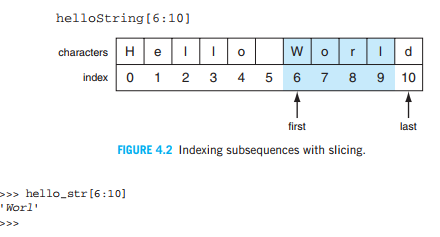 helloString[6:10]
characters H e l l o W o r l d
index 0 1 2 3 4 5 6 7 8 9 10
first last
FIGURE 4.2 Indexing subsequences with slicing.
>>> hello_str[6:10]
'Worl'
>>>